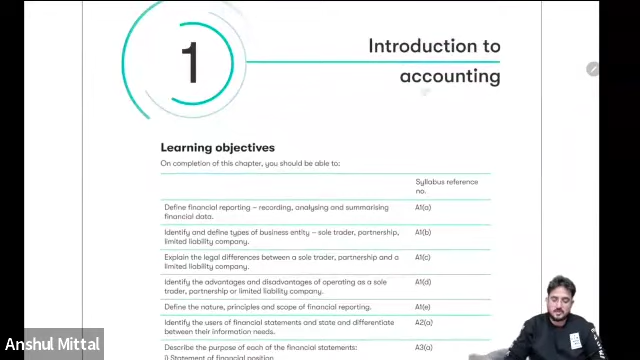 1
Introduction to
accounting
Learning objectives
On completion of this chapter, you should be able to:
Syllabus reference
no.
Define financial reporting – recording, analysing and summarising
financial data.
A1(a)
Identify and define types of business entity – sole trader, partnership,
limited liability company.
A1(b)
Explain the legal differences between a sole trader, partnership and a
limited liability company.
A1(c)
Identify the advantages and disadvantages of operating as a sole
trader, partnership or limited liability company.
A1(d)
Define the nature, principles and scope of financial reporting.
A1(e)
Identify the users of financial statements and state and differentiate
between their information needs.
A2(a)
Describe the purpose of each of the financial statements:
A3(a)
i) Statement of financial position
Anshul Mittal